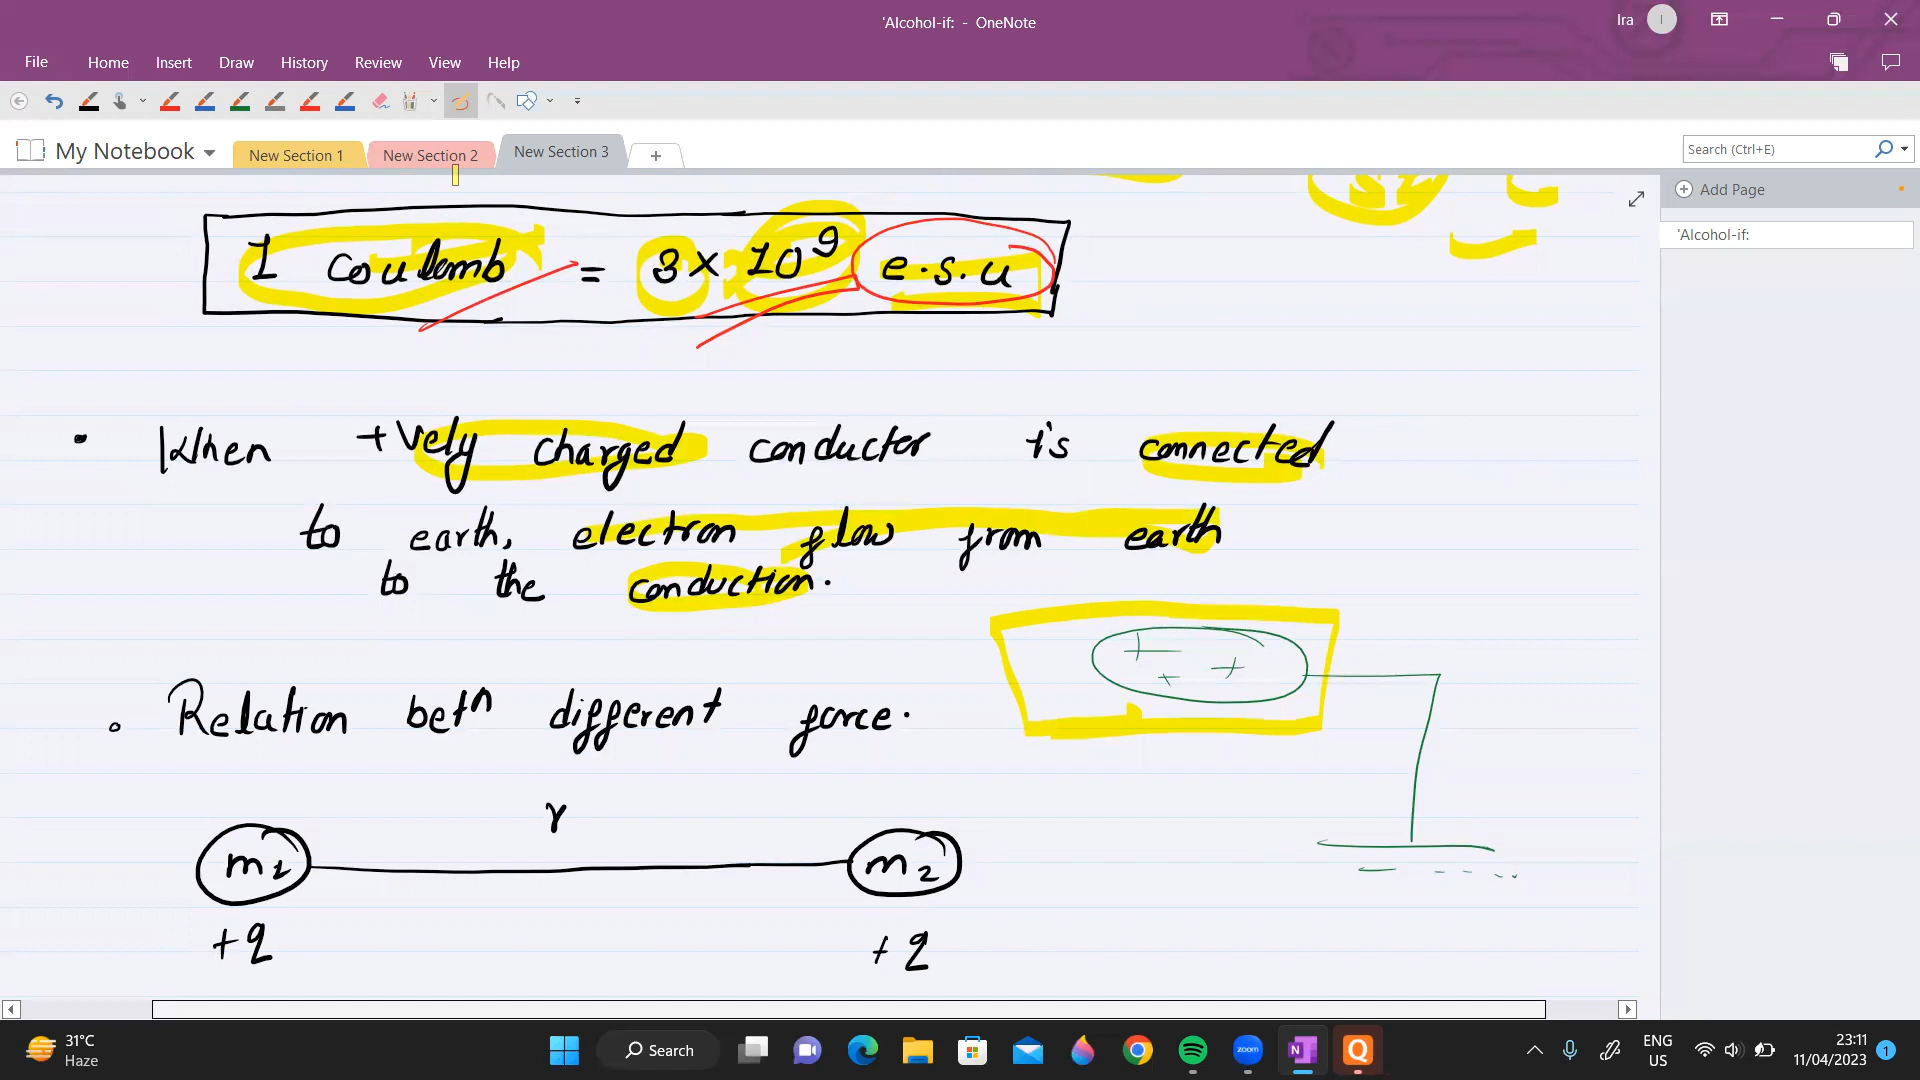 'Alcohol-if: - OneNote
Ira I
File Home Insert Draw History Review View Help
My Notebook New Section 1 New Section 2 New Section 3
Search (Ctrl+E)
Add Page
'Alcohol-if:
1 Coulomb = 3 × 10⁹ e.s.u
• When +vely charged conductor is connected
to earth, electron flow from earth
to the conduction.
• Relation betⁿ different force.
r
m₁ m₂
+q +q
31°C
Haze
Search
zoom
N
Q
ENG
US
23:11
11/04/2023
1